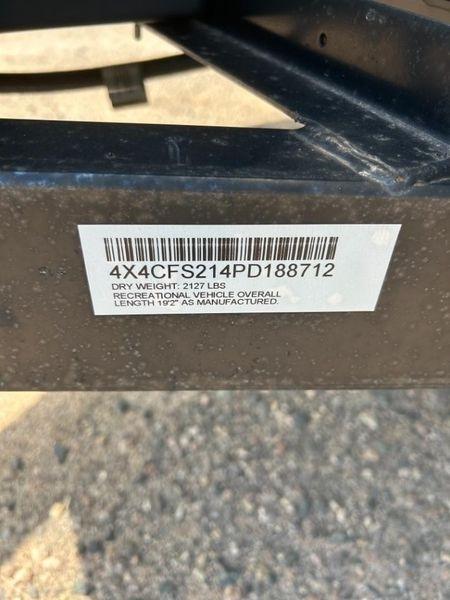 4X4CFS214PD188712
DRY WEIGHT: 2127 LBS
RECREATIONAL VEHICLE OVERALL
LENGTH 19'2" AS MANUFACTURED.